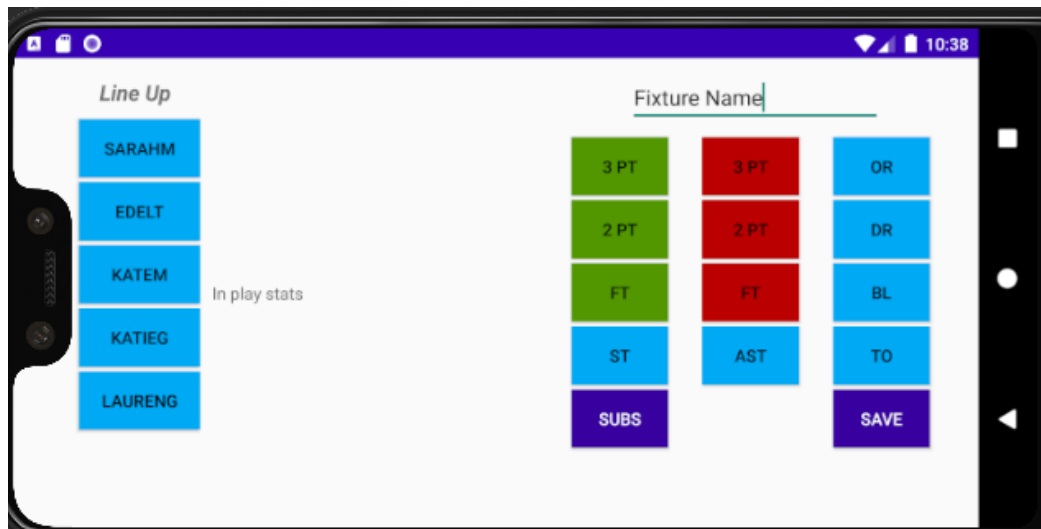 10:38
Line Up
Fixture Name
SARAHM
EDELT
KATEM
KATIEG
LAURENG
In play stats
3 PT 3 PT OR
2 PT 2 PT DR
FT FT BL
ST AST TO
SUBS SAVE